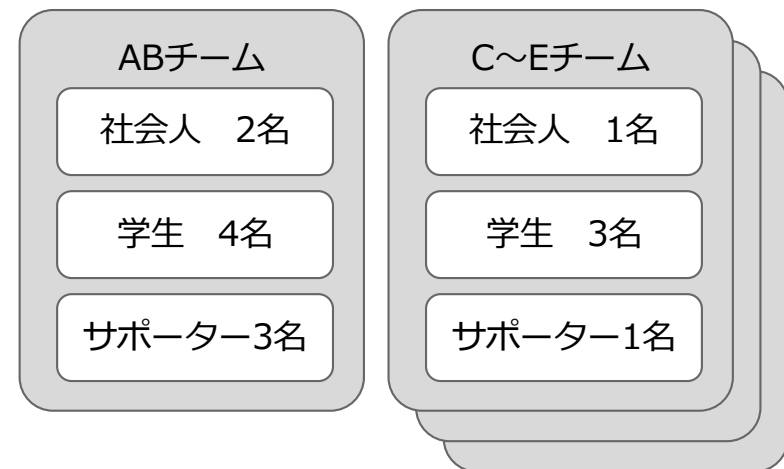 ABチーム
社会人　2名
学生　4名
サポーター3名
C～Eチーム
社会人　1名
学生　3名
サポーター1名